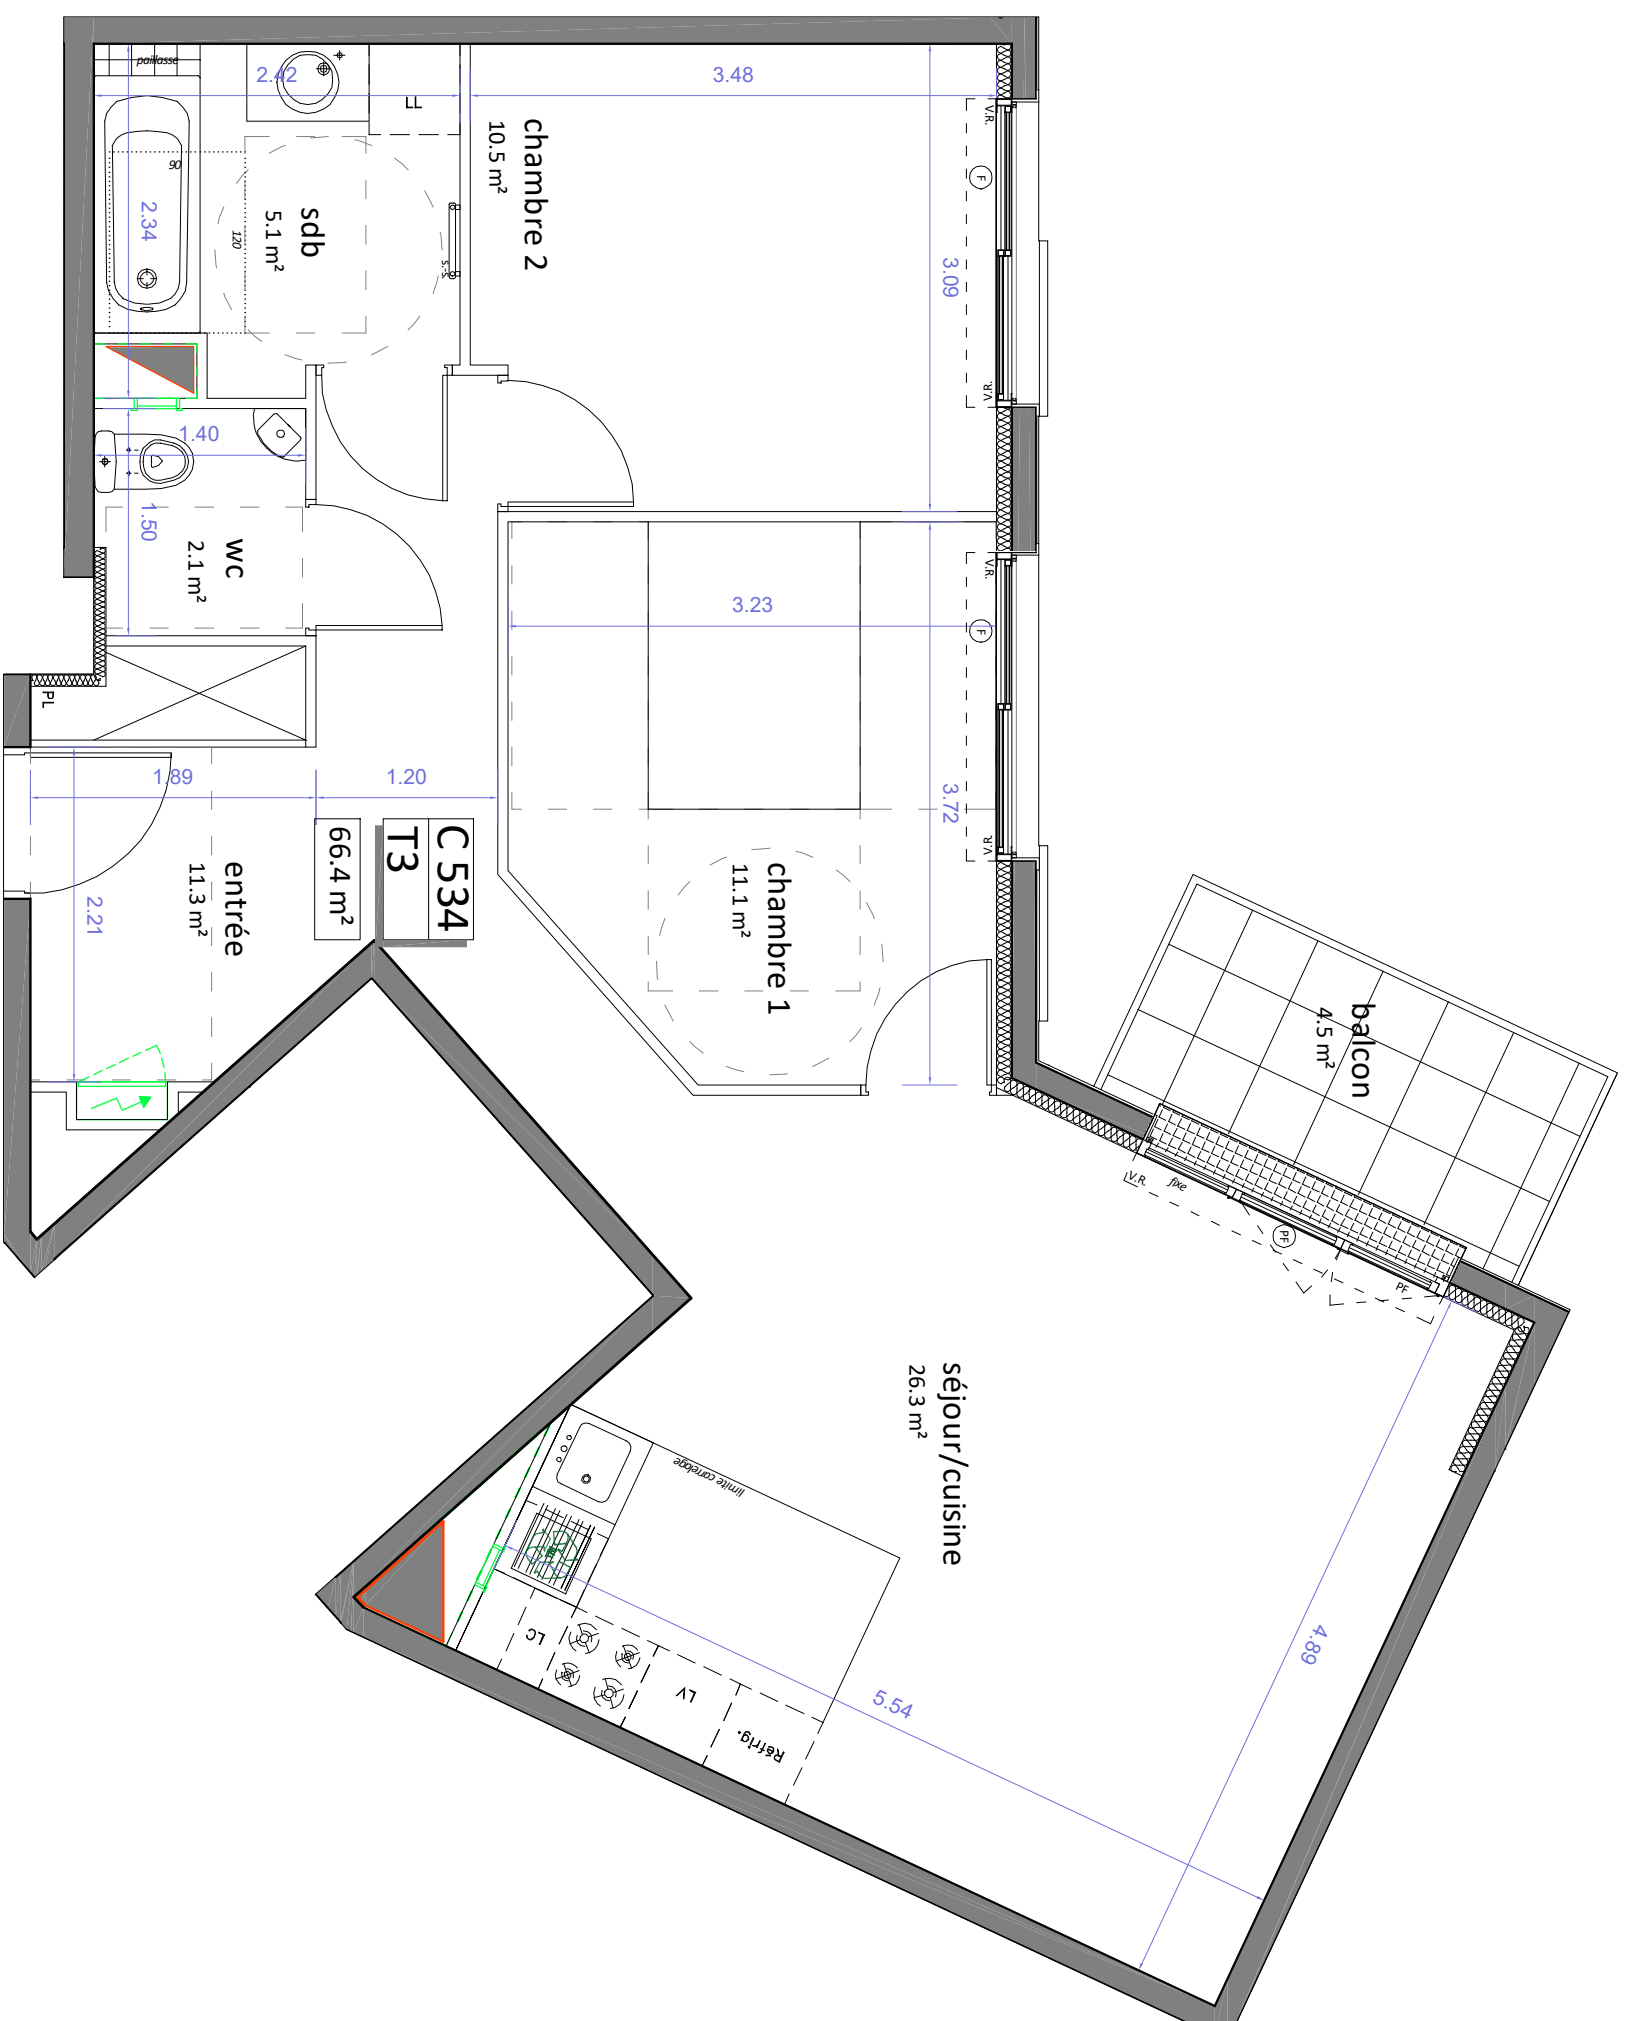 paillasse
2.42
LL
3.48
V.R.
F
chambre 2
10.5 m²
90
2.34
120
sdb
5.1 m²
s.-s.
3.09
V.R.
1.40
1.50
wc
2.1 m²
V.R.
F
3.23
PL
1.89
1.20
3.72
V.R.
C 534
T3
66.4 m²
entrée
11.3 m²
2.21
chambre 1
11.1 m²
balcon
4.5 m²
V.R.
fixe
PF
PF
séjour/cuisine
26.3 m²
limite carrelage
LC
LV
Réfrig.
5.54
4.89